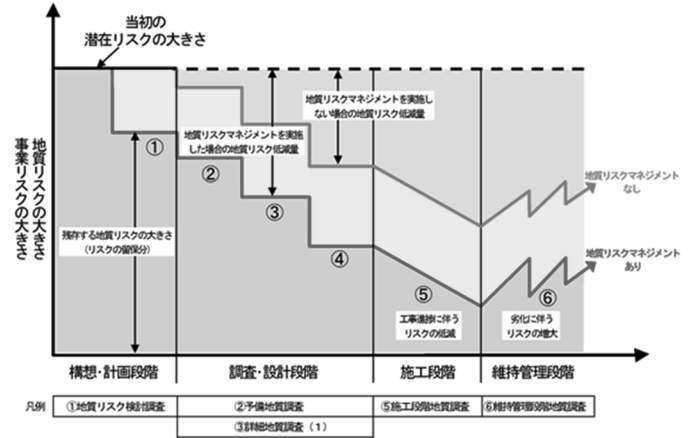 当初の
潜在リスクの大きさ
地質リスクの大きさ
事業リスクの大きさ
地質リスクマネジメントを実施し
ない場合の地質リスク低減量
地質リスクマネジメントを実施
した場合の地質リスク低減量
①
②
③
④
⑤
⑥
残存する地質リスクの大きさ
(リスクの留保分)
地質リスクマネジメント
なし
地質リスクマネジメント
あり
工事進捗に伴う
リスクの低減
劣化に伴う
リスクの増大
構想・計画段階
調査・設計段階
施工段階
維持管理段階
凡例
①地質リスク検討調査
②予備地質調査
⑤施工段階地質調査
⑥維持管理段階地質調査
③詳細地質調査(1)